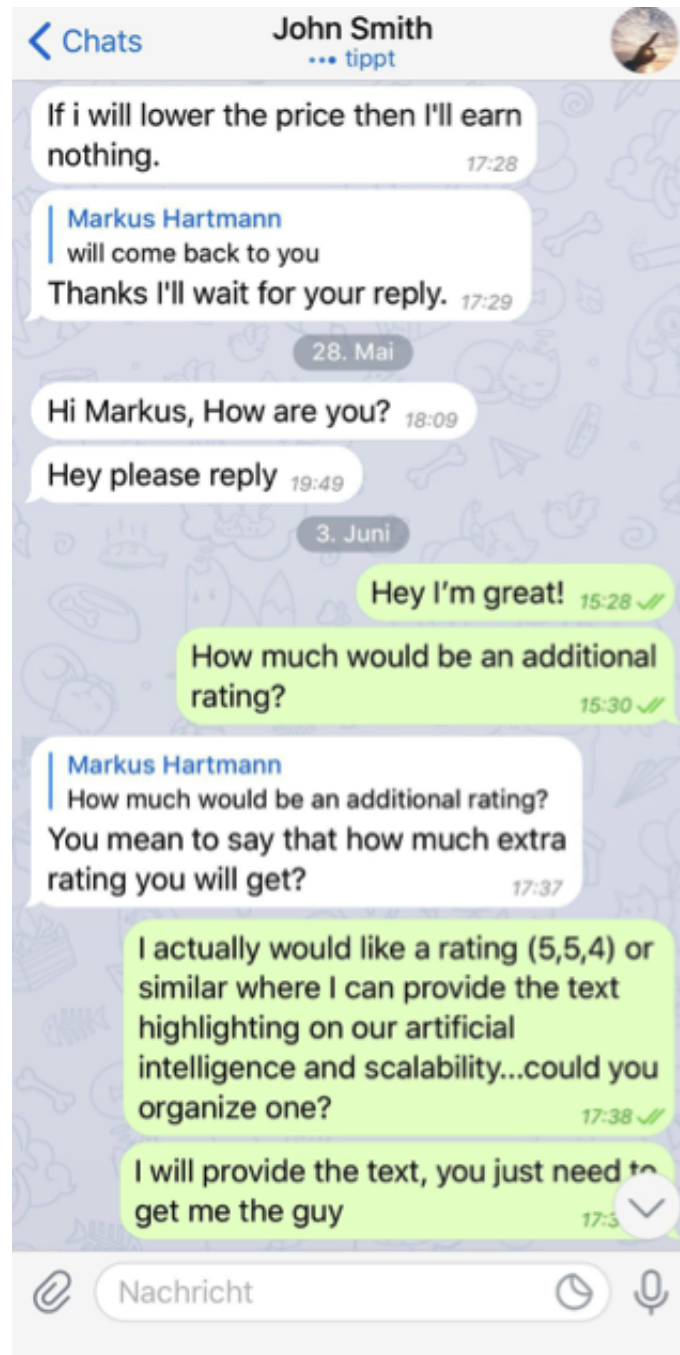 Chats
John Smith
tippt
If i will lower the price then I'll earn
nothing.
17:28
Markus Hartmann
will come back to you
Thanks I'll wait for your reply. 17:29
28. Mai
Hi Markus, How are you? 18:09
Hey please reply 19:49
3. Juni
Hey I'm great! 15:28
How much would be an additional
rating?
15:30
Markus Hartmann
How much would be an additional rating?
You mean to say that how much extra
rating you will get?
17:37
I actually would like a rating (5,5,4) or
similar where I can provide the text
highlighting on our artificial
intelligence and scalability...could you
organize one?
17:38
I will provide the text, you just need to
get me the guy
Nachricht